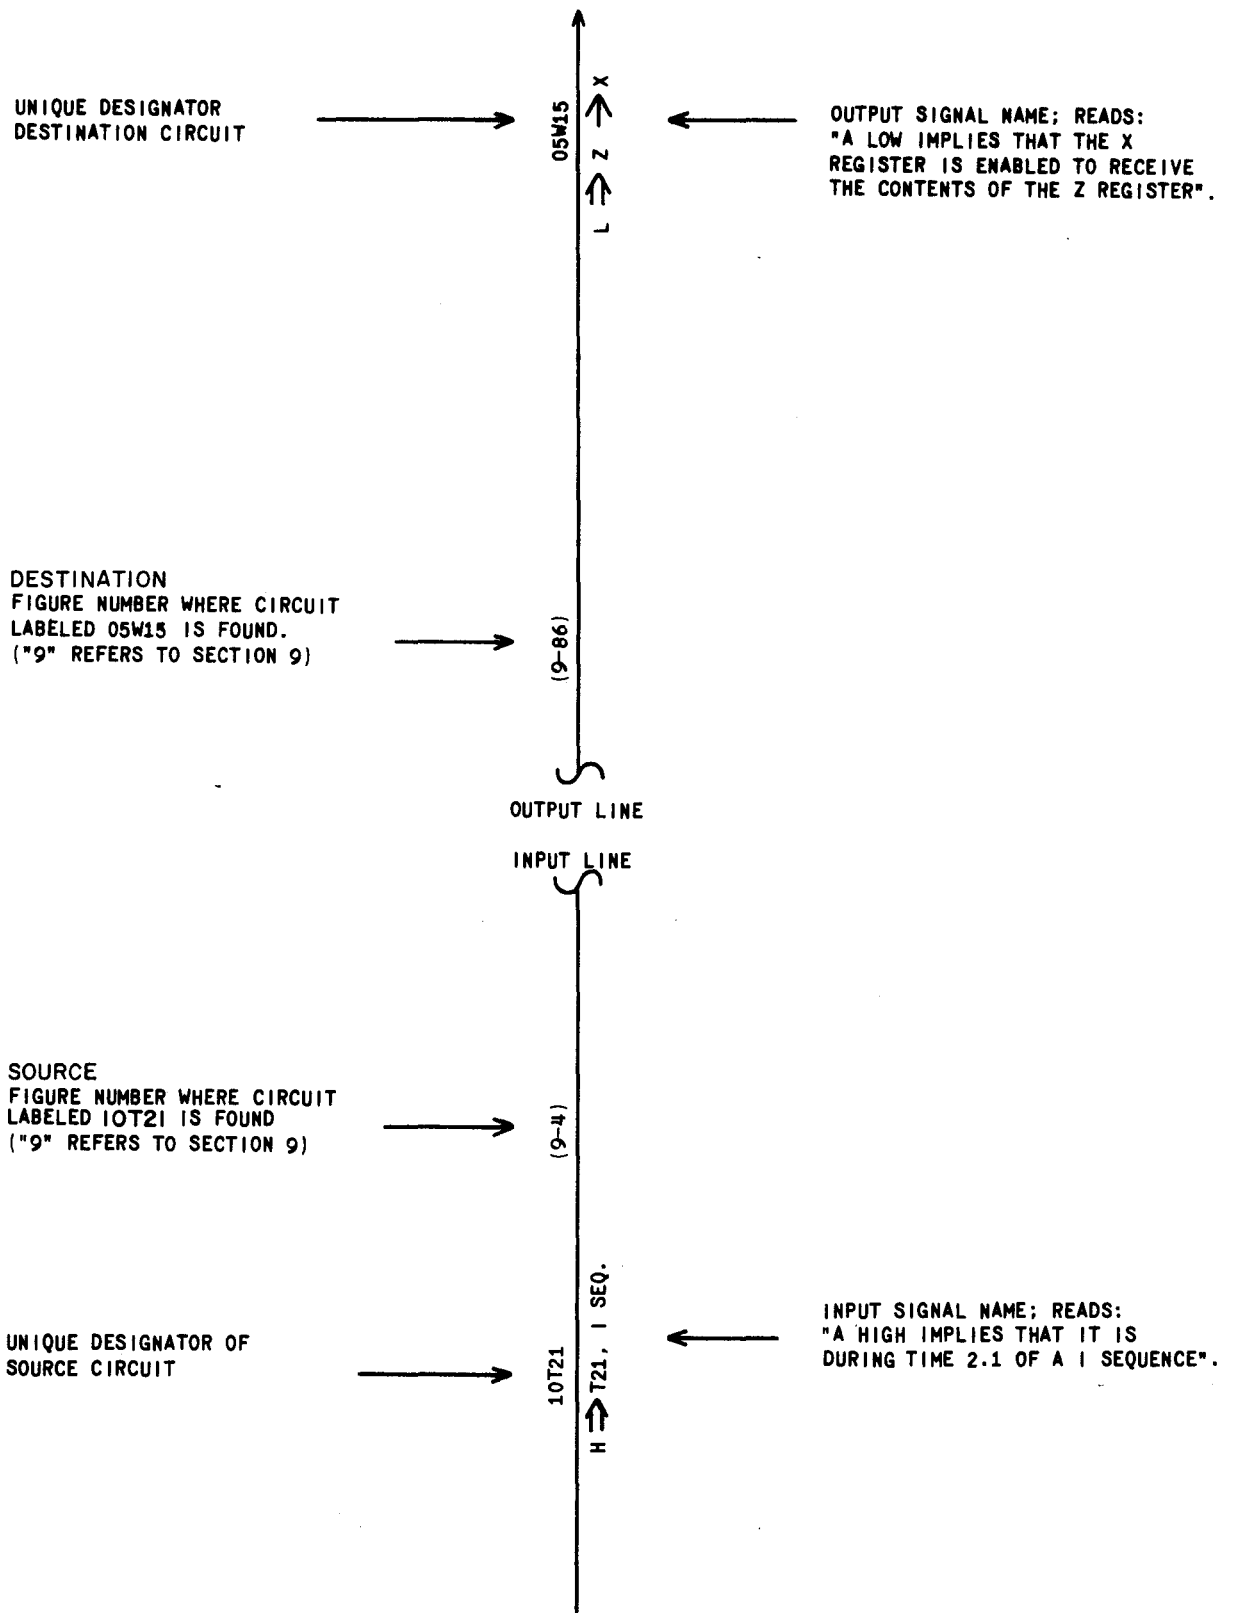 UNIQUE DESIGNATOR
DESTINATION CIRCUIT
05W15
L ⇒ Z → X
OUTPUT SIGNAL NAME; READS:
"A LOW IMPLIES THAT THE X
REGISTER IS ENABLED TO RECEIVE
THE CONTENTS OF THE Z REGISTER".
DESTINATION
FIGURE NUMBER WHERE CIRCUIT
LABELED 05W15 IS FOUND.
("9" REFERS TO SECTION 9)
(9-86)
OUTPUT LINE
INPUT LINE
SOURCE
FIGURE NUMBER WHERE CIRCUIT
LABELED 10T21 IS FOUND
("9" REFERS TO SECTION 9)
(9-4)
UNIQUE DESIGNATOR OF
SOURCE CIRCUIT
10T21
H ⇒ T21, I SEQ.
INPUT SIGNAL NAME; READS:
"A HIGH IMPLIES THAT IT IS
DURING TIME 2.1 OF A I SEQUENCE".